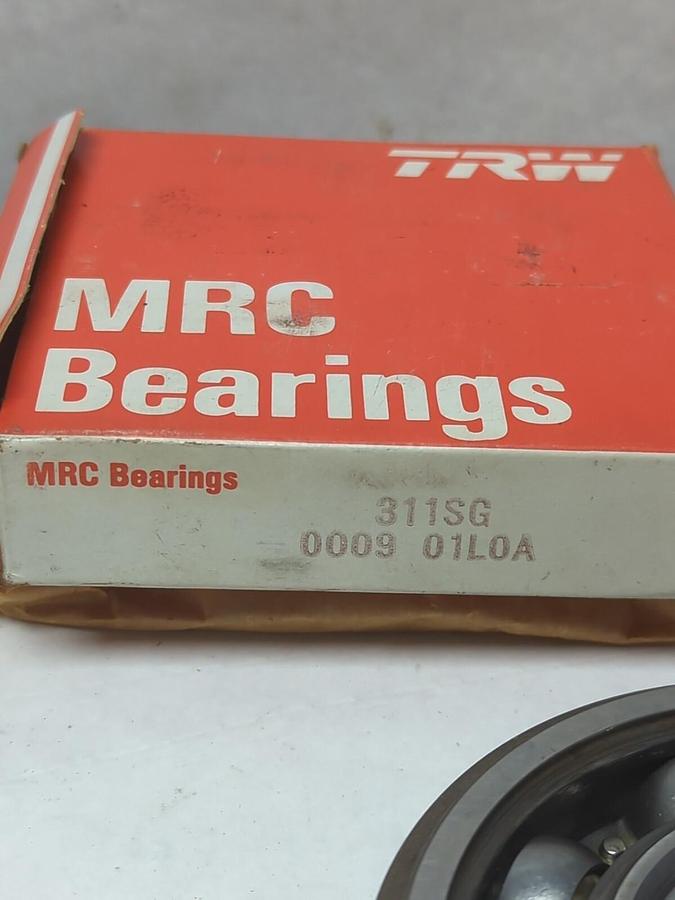 TRW
MRC
Bearings
MRC Bearings
311SG
0009 01L0A